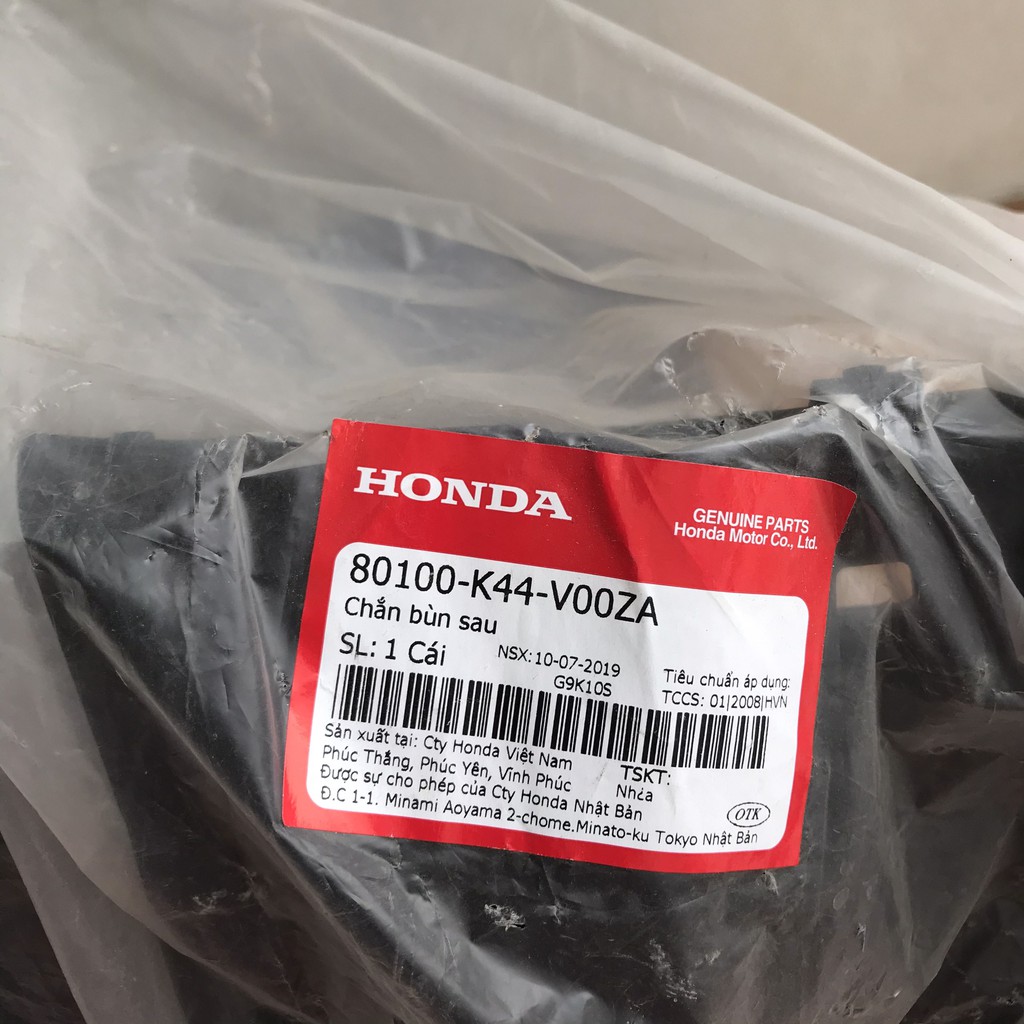 HONDA
GENUINE PARTS
Honda Motor Co., Ltd.
80100-K44-V00ZA
Chắn bùn sau
SL: 1 Cái
NSX: 10-07-2019
G9K10S
Tiêu chuẩn áp dụng:
TCCS: 01|2008|HVN
Sản xuất tại: Cty Honda Việt Nam
Phúc Thắng, Phúc Yên, Vĩnh Phúc
Được sự cho phép của Cty Honda Nhật Bản
Đ.C 1-1. Minami Aoyama 2-chome.Minato-ku Tokyo Nhật Bản
TSKT:
Nhựa
OTK